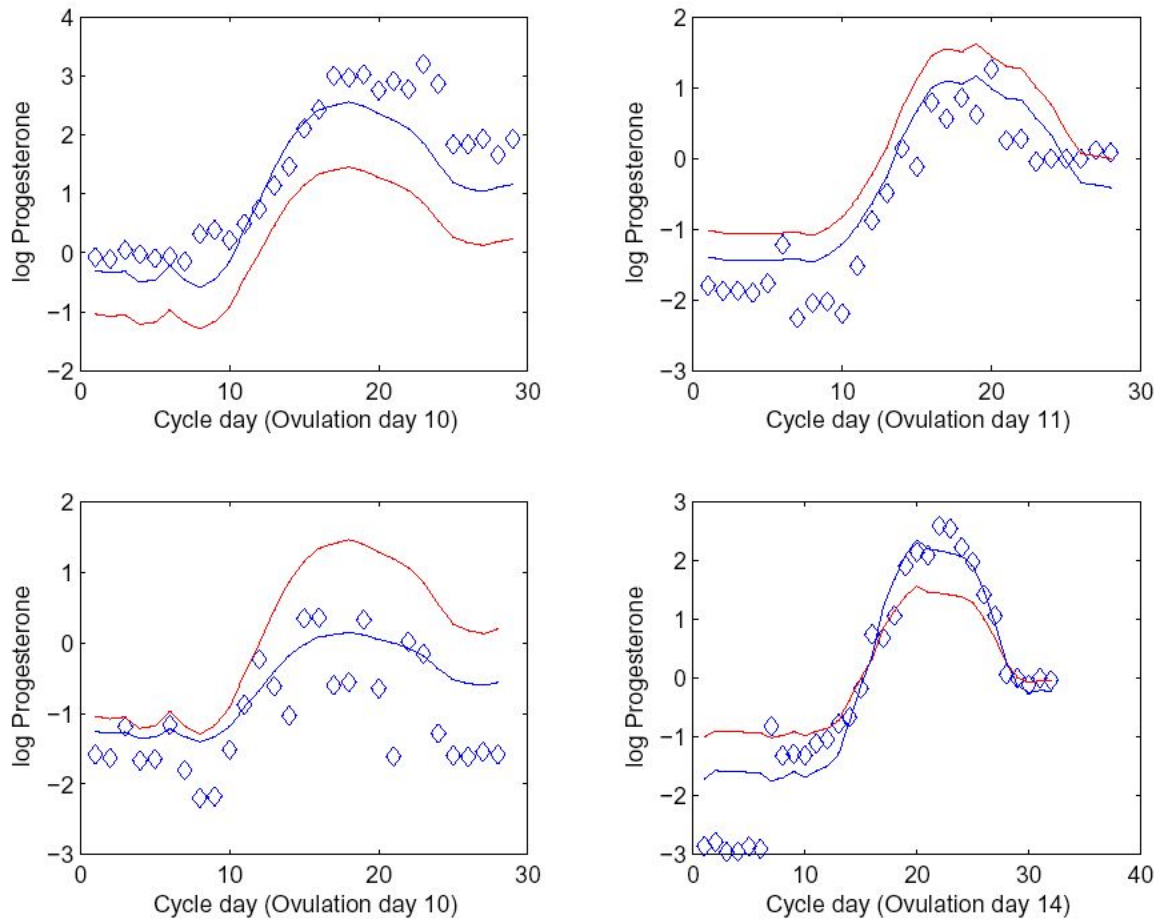 4
3
2
1
0
−1
−2
log Progesterone
0 10 20 30
Cycle day (Ovulation day 10)
2
1
0
−1
−2
−3
log Progesterone
0 10 20 30
Cycle day (Ovulation day 11)
2
1
0
−1
−2
−3
log Progesterone
0 10 20 30
Cycle day (Ovulation day 10)
3
2
1
0
−1
−2
−3
log Progesterone
0 10 20 30 40
Cycle day (Ovulation day 14)